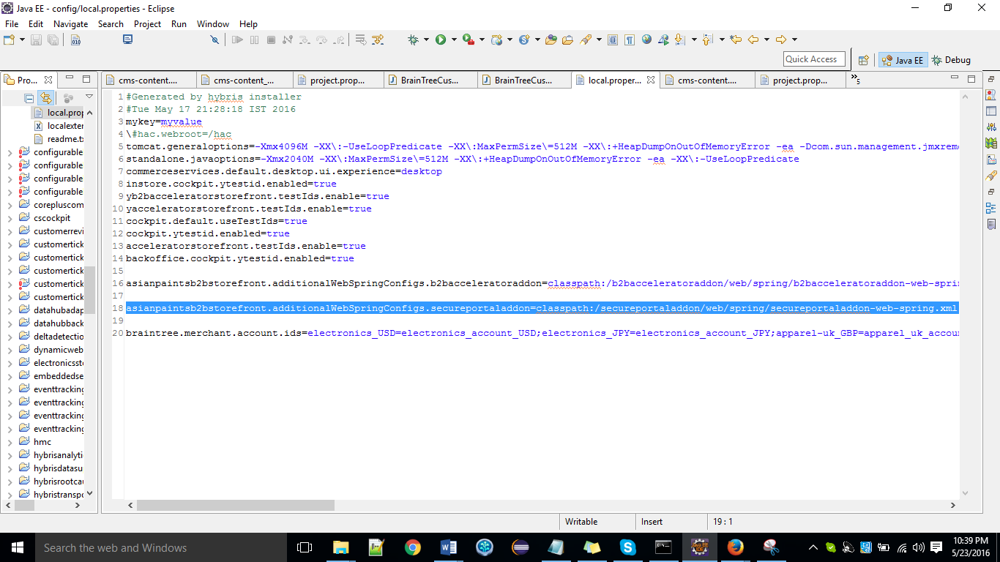 Java EE - config/local.properties - Eclipse
File Edit Navigate Search Project Run Window Help
Quick Access Java EE Debug
Pro... cms-content.... cms-content_... project.prop... BrainTreeCus... BrainTreeCus... local.proper... cms-content.... project.prop... »5
local.prop
localexter
readme.tx
configurable
configurable
configurable
configurable
corepluscom
cscockpit
customerrevi
customertick
customertick
customertick
customertick
customertick
datahubadap
datahubback
deltadetectio
dynamicweb
electronicsst
embeddedse
eventtracking
eventtracking
eventtracking
eventtracking
hmc
hybrisanalyti
hybrisdatasu
hybrisrootcau
hybristranspo
1 #Generated by hybris installer
2 #Tue May 17 21:28:18 IST 2016
3 mykey=myvalue
4 \#hac.webroot=/hac
5 tomcat.generaloptions=-Xmx4096M -XX\:-UseLoopPredicate -XX\:MaxPermSize\=512M -XX\:+HeapDumpOnOutOfMemoryError -ea -Dcom.sun.management.jmxremo
6 standalone.javaoptions=-Xmx2040M -XX\:MaxPermSize\=512M -XX\:+HeapDumpOnOutOfMemoryError -ea -XX\:-UseLoopPredicate
7 commerceservices.default.desktop.ui.experience=desktop
8 instore.cockpit.ytestid.enabled=true
9 yb2bacceleratorstorefront.testIds.enable=true
10 yacceleratorstorefront.testIds.enable=true
11 cockpit.default.useTestIds=true
12 cockpit.ytestid.enabled=true
13 acceleratorstorefront.testIds.enable=true
14 backoffice.cockpit.ytestid.enabled=true
15
16 asianpaintsb2bstorefront.additionalWebSpringConfigs.b2bacceleratoraddon=classpath:/b2bacceleratoraddon/web/spring/b2bacceleratoraddon-web-sprin
17
18 asianpaintsb2bstorefront.additionalWebSpringConfigs.secureportaladdon=classpath:/secureportaladdon/web/spring/secureportaladdon-web-spring.xml
19
20 braintree.merchant.account.ids=electronics_USD=electronics_account_USD;electronics_JPY=electronics_account_JPY;apparel-uk_GBP=apparel_uk_accoun
Writable Insert 19 : 1
Search the web and Windows
10:39 PM
5/23/2016